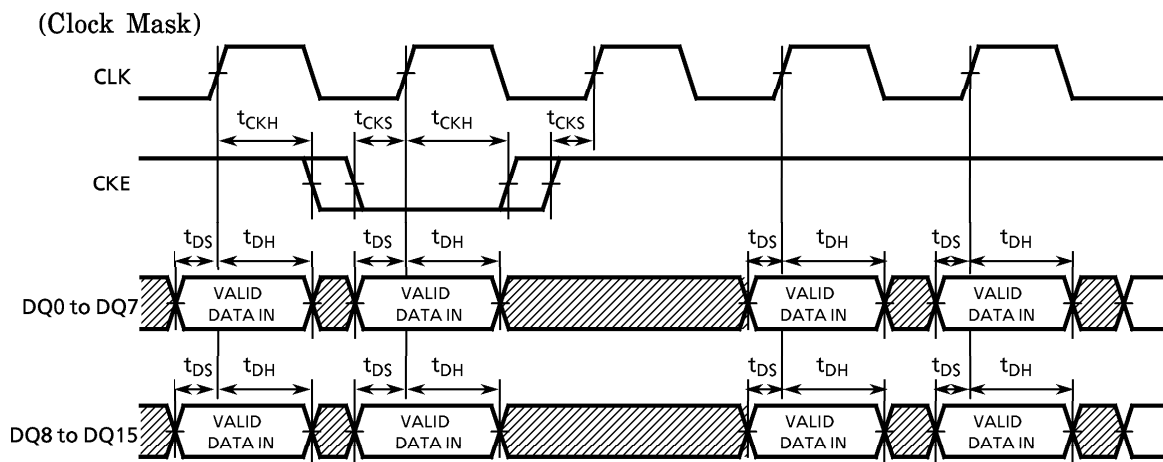 (Clock Mask)
CLK
tCKH tCKS tCKH tCKS
CKE
tDS tDH tDS tDH tDS tDH tDS tDH
DQ0 to DQ7
VALID DATA IN
VALID DATA IN
VALID DATA IN
VALID DATA IN
tDS tDH tDS tDH tDS tDH tDS tDH
DQ8 to DQ15
VALID DATA IN
VALID DATA IN
VALID DATA IN
VALID DATA IN